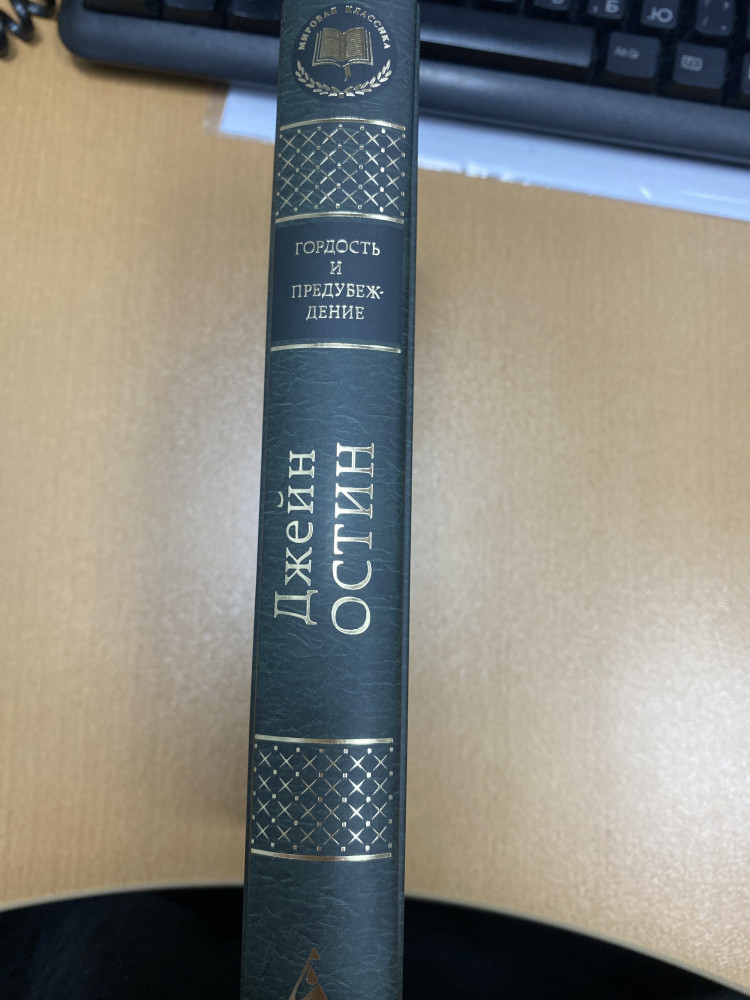 МИРОВАЯ КЛАССИКА
ГОРДОСТЬ
И
ПРЕДУБЕЖ-
ДЕНИЕ
Джейн
ОСТИН
Б
Ю